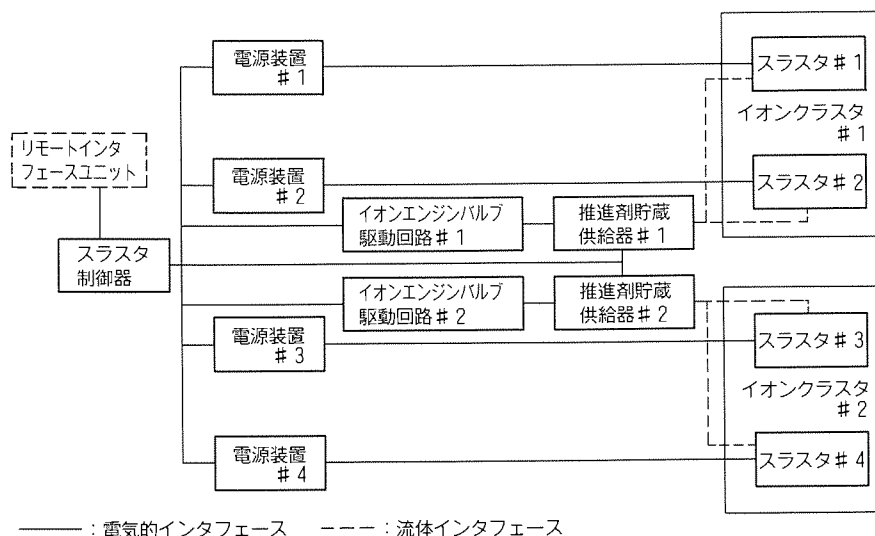 電源装置
♯1
スラスタ♯1
イオンクラスタ
♯1
リモートインタ
フェースユニット
電源装置
♯2
スラスタ♯2
イオンエンジンバルブ
駆動回路♯1
推進剤貯蔵
供給器♯1
スラスタ
制御器
イオンエンジンバルブ
駆動回路♯2
推進剤貯蔵
供給器♯2
電源装置
♯3
スラスタ♯3
イオンクラスタ
♯2
電源装置
♯4
スラスタ♯4
：電気的インタフェース
：流体インタフェース